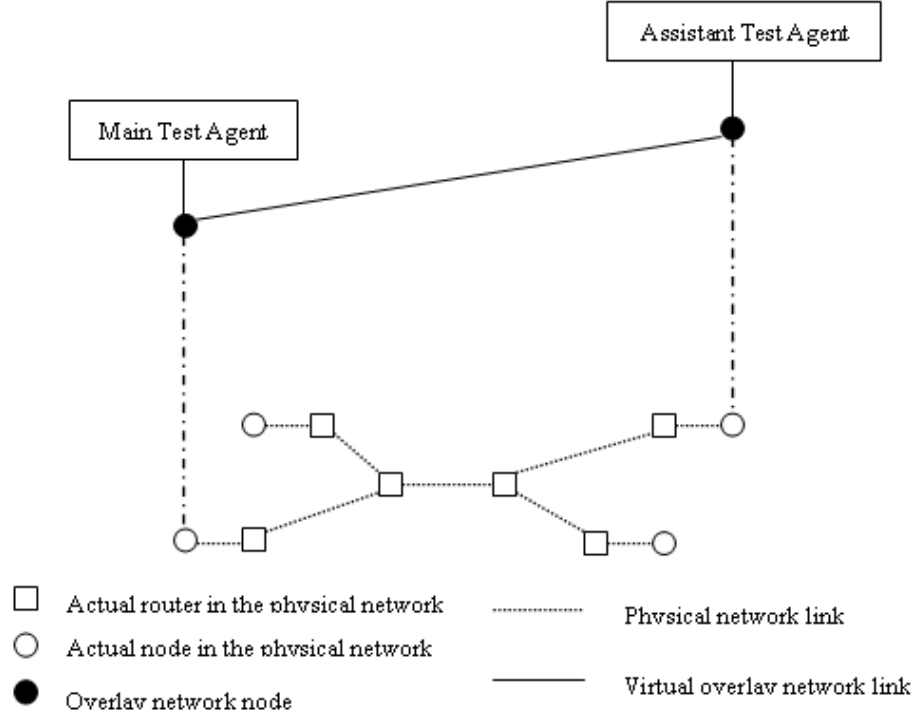 Assistant Test Agent
Main Test Agent
Actual router in the physical network
Physical network link
Actual node in the physical network
Overlay network node
Virtual overlay network link